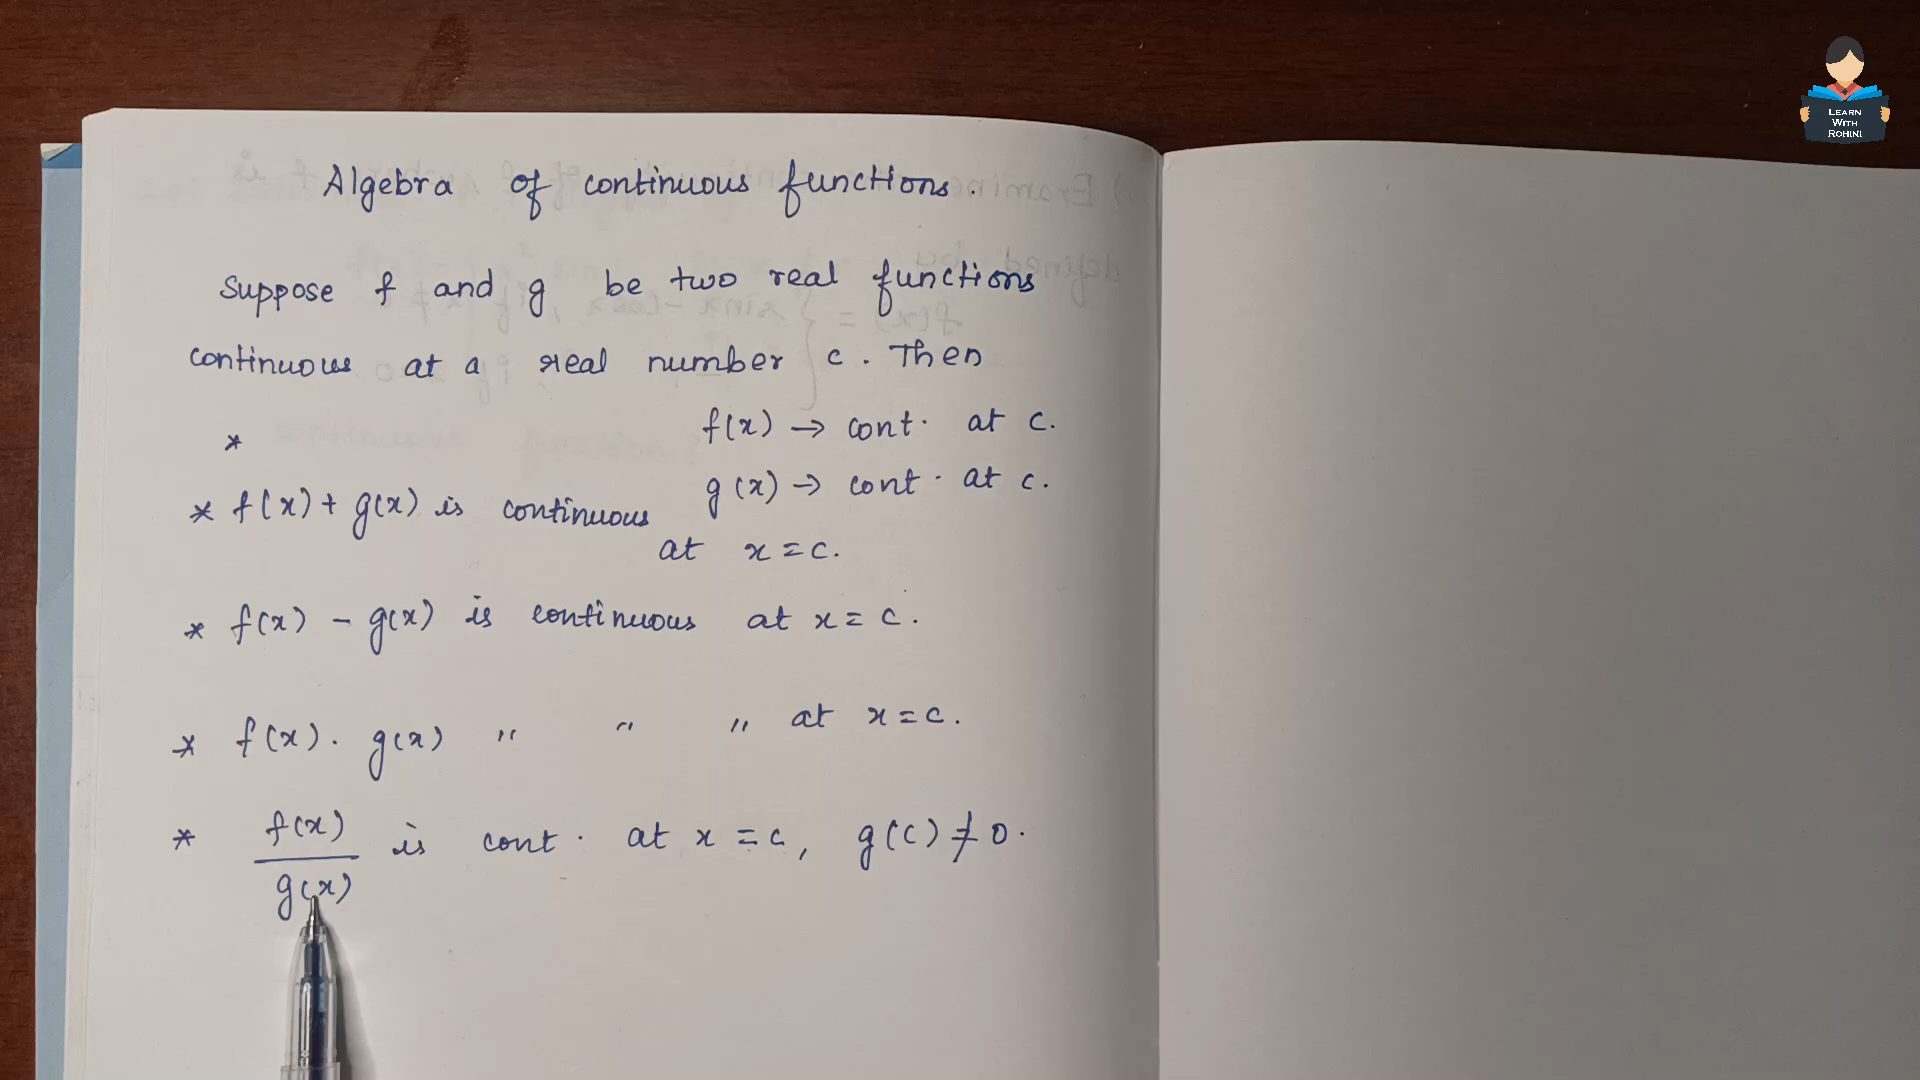 Algebra of continuous functions.
Suppose f and g be two real functions
continuous at a real number c. Then
* f(x) → cont. at c.
g(x) → cont. at c.
* f(x) + g(x) is continuous
at x = c.
* f(x) - g(x) is continuous at x = c.
* f(x). g(x) " " " at x = c.
* f(x)
is cont. at x = c, g(c) ≠ 0.
g(x)
LEARN
WITH
ROHINI